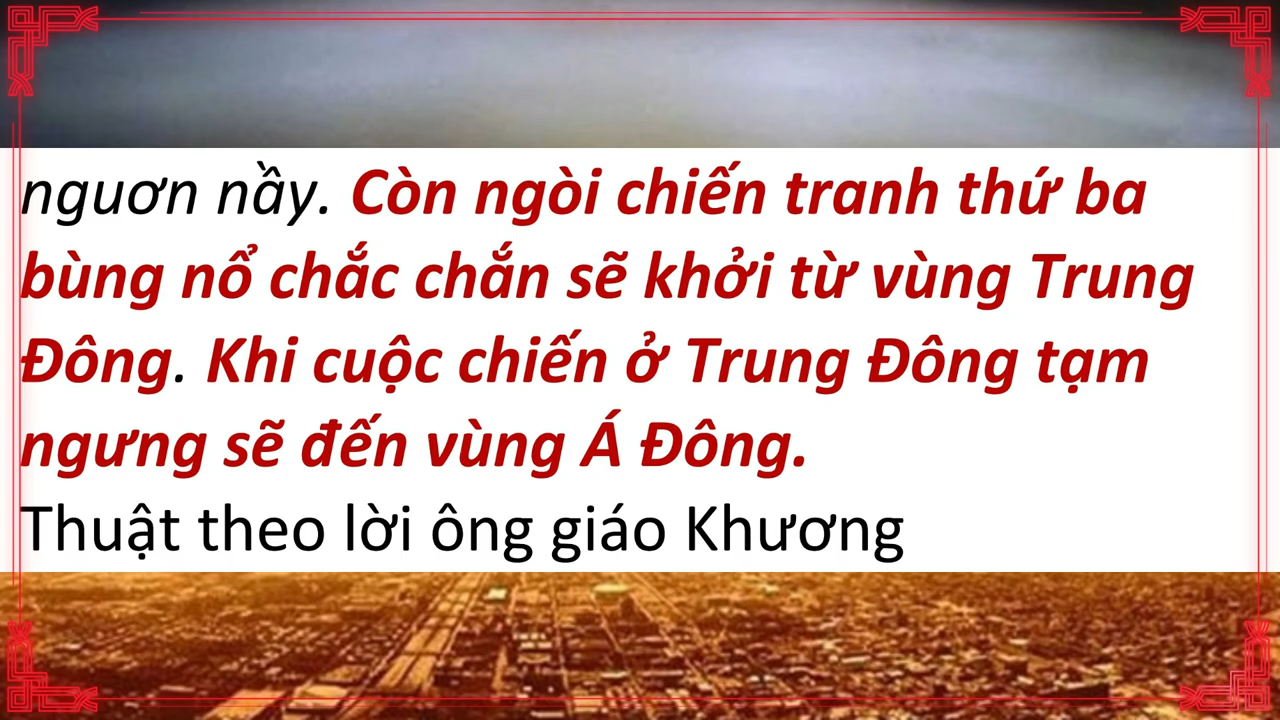 nguơn nầy. Còn ngòi chiến tranh thứ ba
bùng nổ chắc chắn sẽ khởi từ vùng Trung
Đông. Khi cuộc chiến ở Trung Đông tạm
ngưng sẽ đến vùng Á Đông.
Thuật theo lời ông giáo Khương